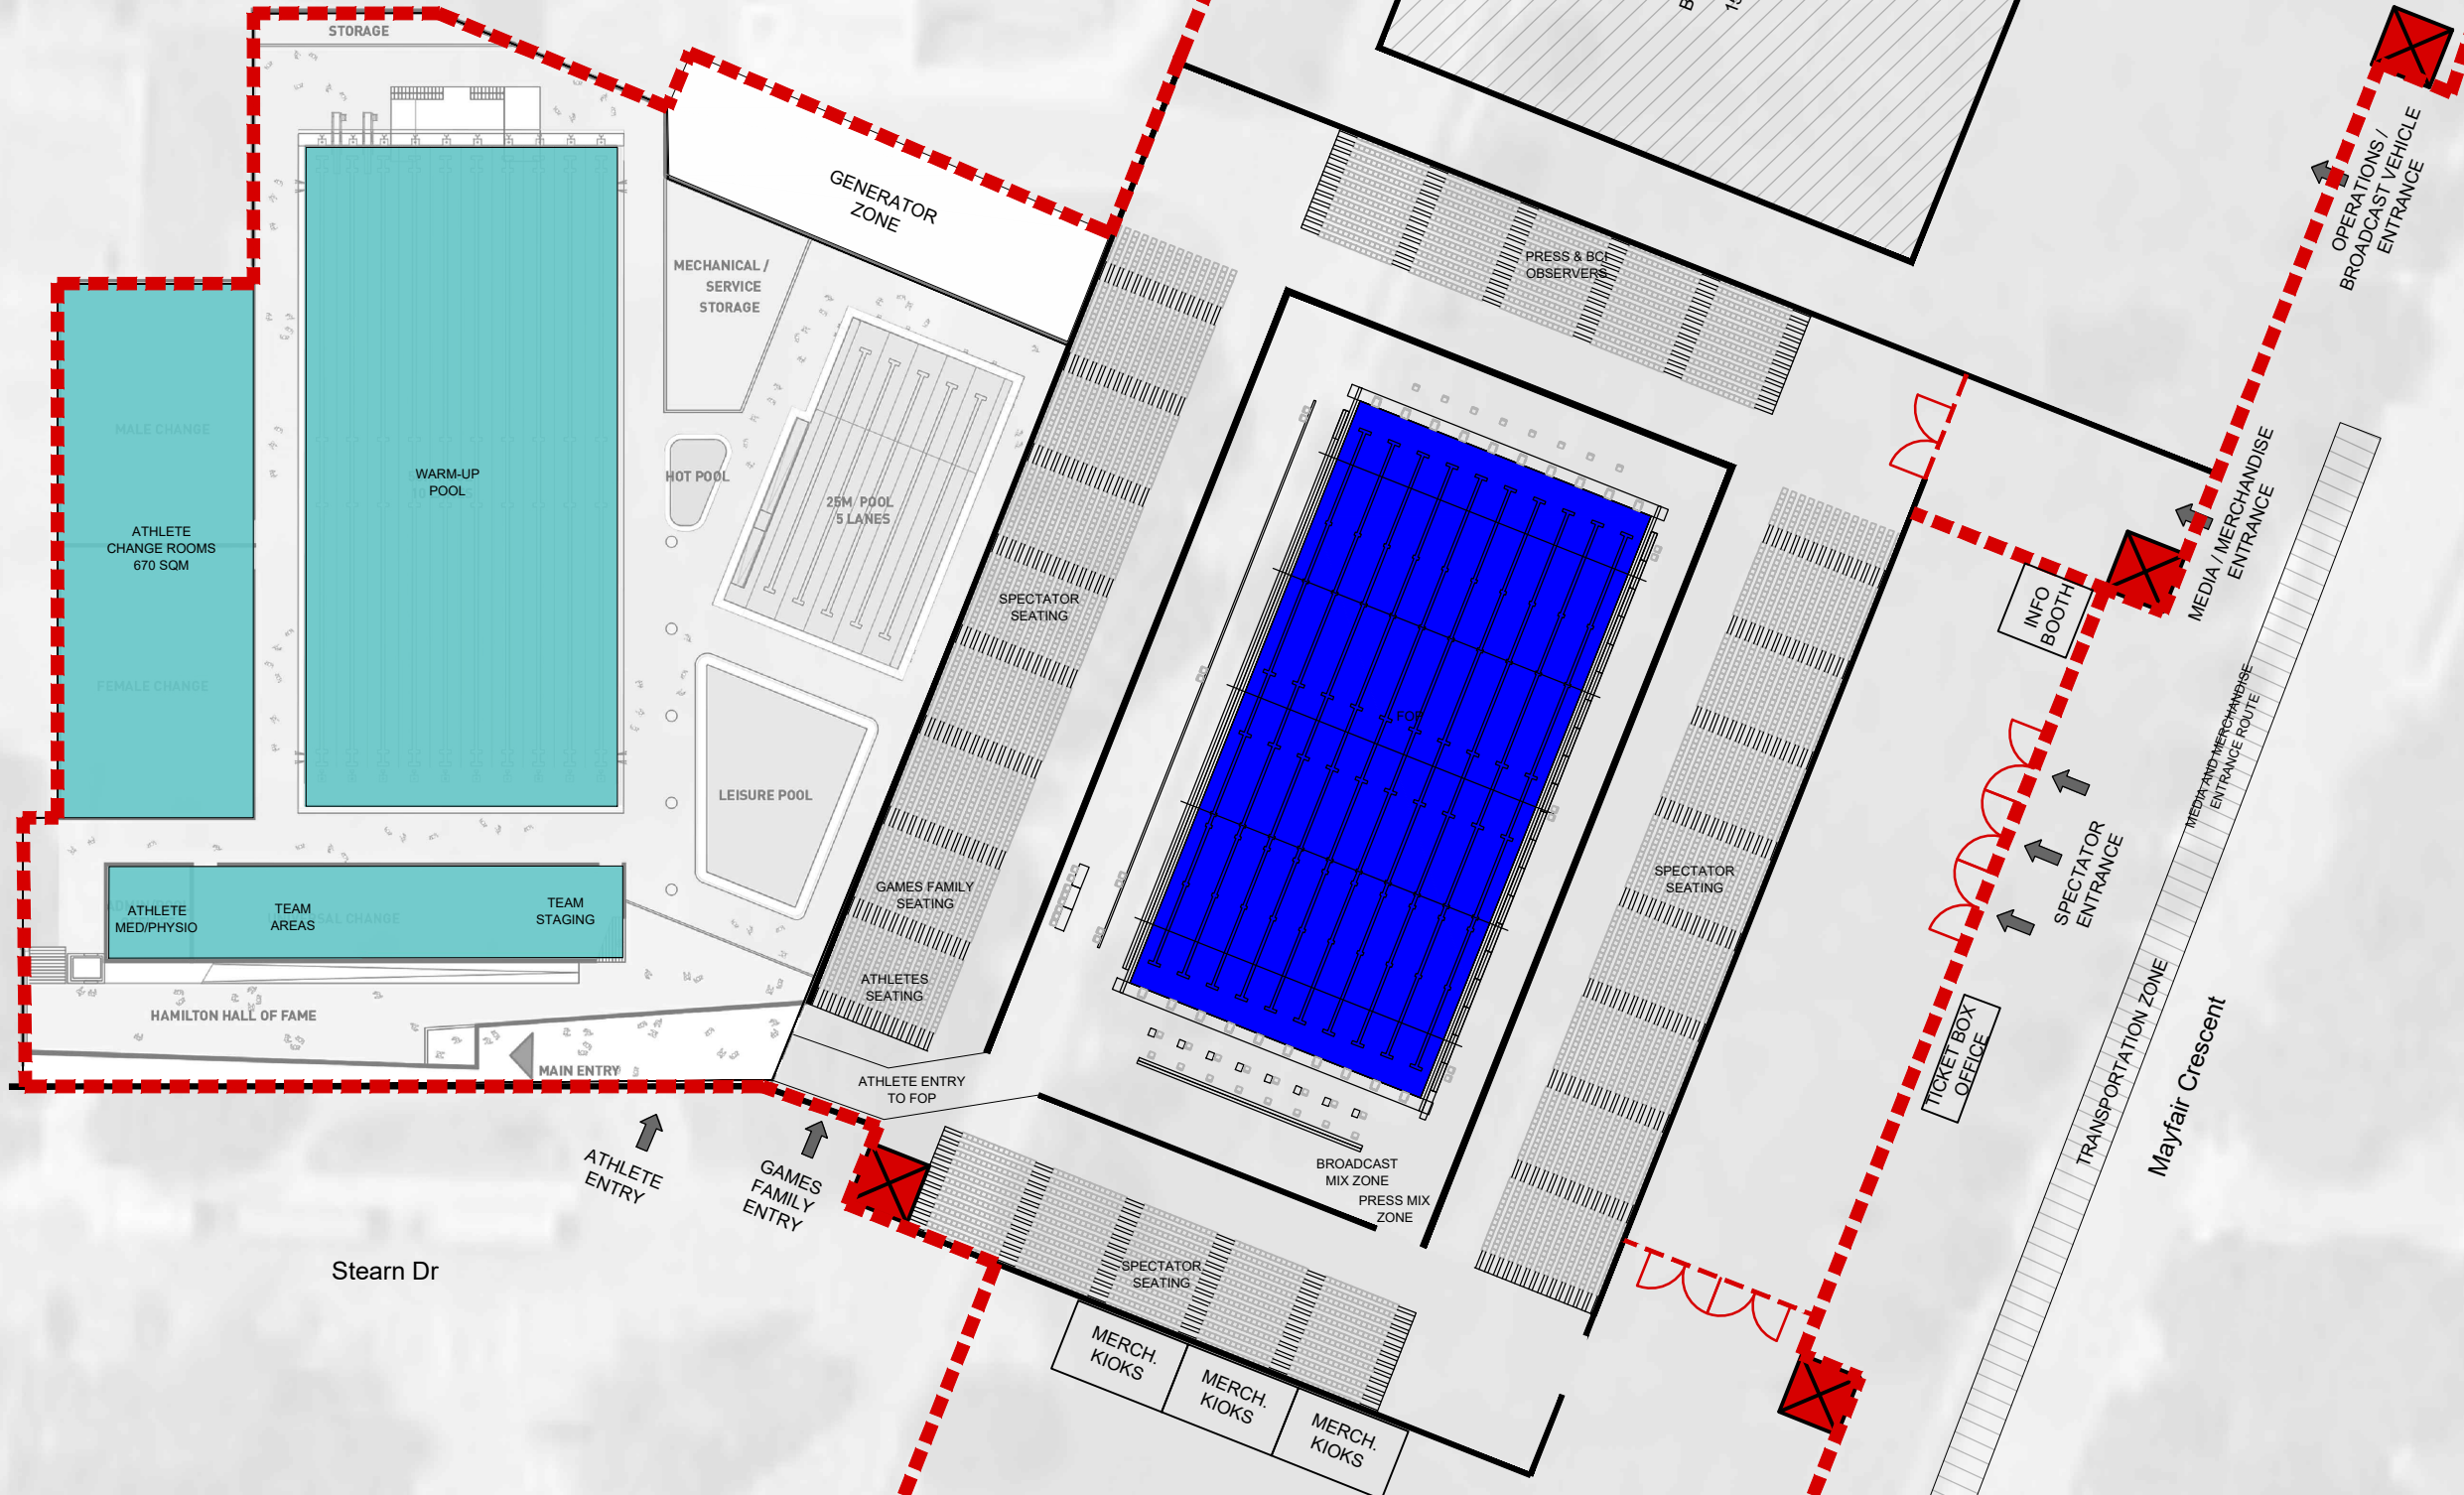 STORAGE
B
15
GENERATOR
ZONE
OPERATIONS /
BROADCAST VEHICLE
ENTRANCE
MECHANICAL /
SERVICE
STORAGE
PRESS & BCI
OBSERVERS
MALE CHANGE
WARM-UP
POOL
HOT POOL
25M POOL
5 LANES
ATHLETE
CHANGE ROOMS
670 SQM
MEDIA / MERCHANDISE
ENTRANCE
SPECTATOR
SEATING
INFO
BOOTH
FEMALE CHANGE
FOP
MEDIA AND MERCHANDISE
ENTRANCE ROUTE
LEISURE POOL
SPECTATOR
ENTRANCE
SPECTATOR
SEATING
GAMES FAMILY
SEATING
ATHLETE
MED/PHYSIO
TEAM
AREAS
CHANGE
TEAM
STAGING
ATHLETES
SEATING
HAMILTON HALL OF FAME
MAIN ENTRY
TICKET BOX
OFFICE
TRANSPORTATION ZONE
Mayfair Crescent
ATHLETE ENTRY
TO FOP
ATHLETE
ENTRY
GAMES
FAMILY
ENTRY
BROADCAST
MIX ZONE
PRESS MIX
ZONE
Stearn Dr
SPECTATOR
SEATING
MERCH.
KIOKS
MERCH.
KIOKS
MERCH.
KIOKS